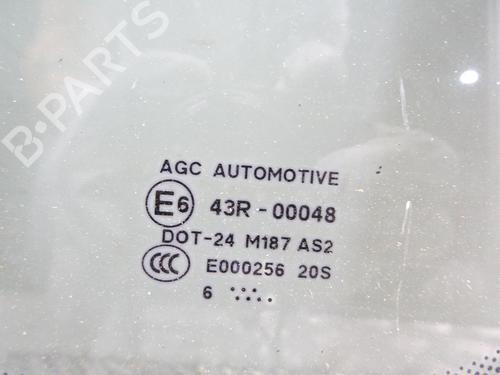 B-PARTS
AGC AUTOMOTIVE
E6 43R-00048
DOT-24 M187 AS2
CCC E000256 20S
6